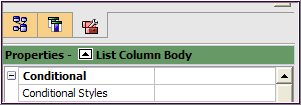 Properties - List Column Body
Conditional
Conditional Styles